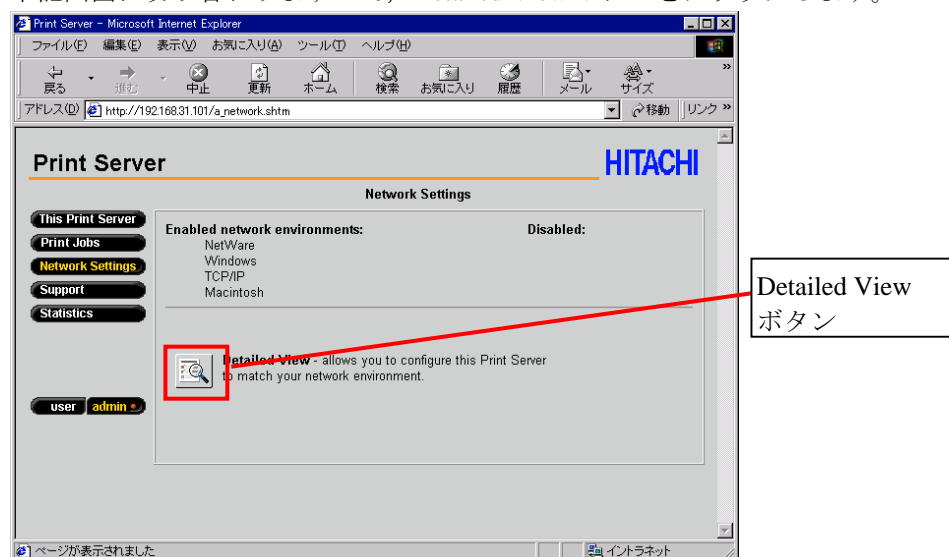 Print Server - Microsoft Internet Explorer
ファイル(F) 編集(E) 表示(V) お気に入り(A) ツール(T) ヘルプ(H)
戻る 進む 中止 更新 ホーム 検索 お気に入り 履歴 メール サイズ »
アドレス(D) http://192.168.31.101/a_network.shtm 移動 リンク »
Print Server
HITACHI
Network Settings
This Print Server
Print Jobs
Network Settings
Support
Statistics
user admin
Enabled network environments: Disabled:
NetWare
Windows
TCP/IP
Macintosh
Detailed View - allows you to configure this Print Server
to match your network environment.
Detailed View
ボタン
ページが表示されました イントラネット